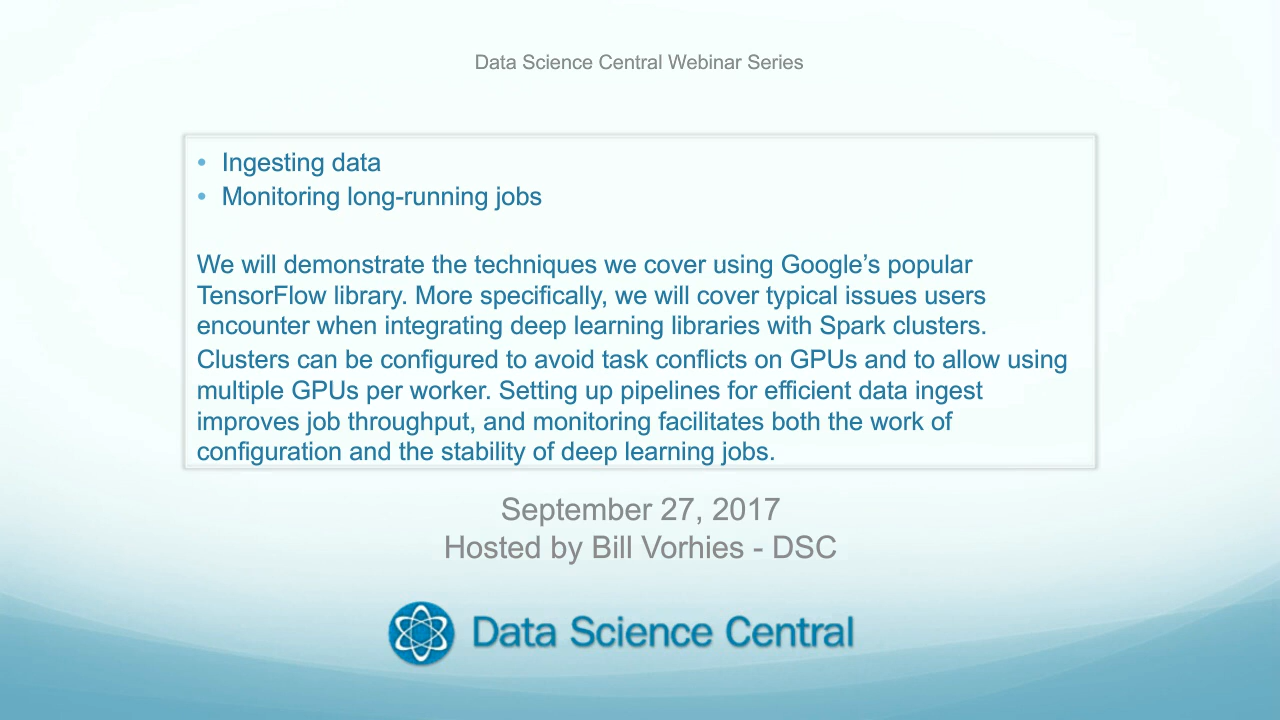 Data Science Central Webinar Series
• Ingesting data
• Monitoring long-running jobs
We will demonstrate the techniques we cover using Google’s popular
TensorFlow library. More specifically, we will cover typical issues users
encounter when integrating deep learning libraries with Spark clusters.
Clusters can be configured to avoid task conflicts on GPUs and to allow using
multiple GPUs per worker. Setting up pipelines for efficient data ingest
improves job throughput, and monitoring facilitates both the work of
configuration and the stability of deep learning jobs.
September 27, 2017
Hosted by Bill Vorhies - DSC
Data Science Central